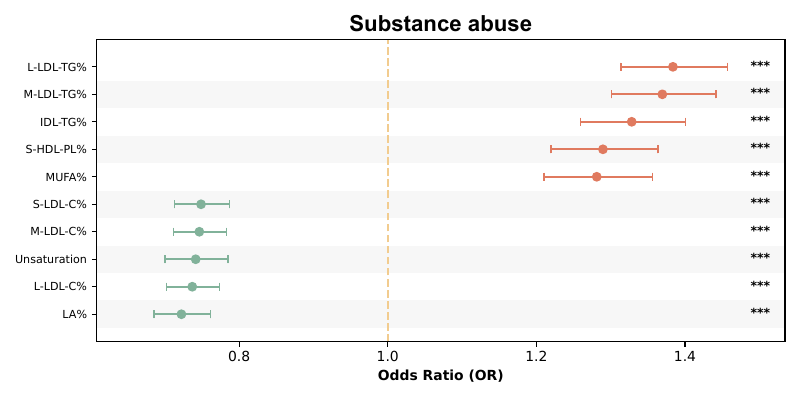 Substance abuse
L-LDL-TG% ***
M-LDL-TG% ***
IDL-TG% ***
S-HDL-PL% ***
MUFA% ***
S-LDL-C% ***
M-LDL-C% ***
Unsaturation ***
L-LDL-C% ***
LA% ***
0.8 1.0 1.2 1.4
Odds Ratio (OR)